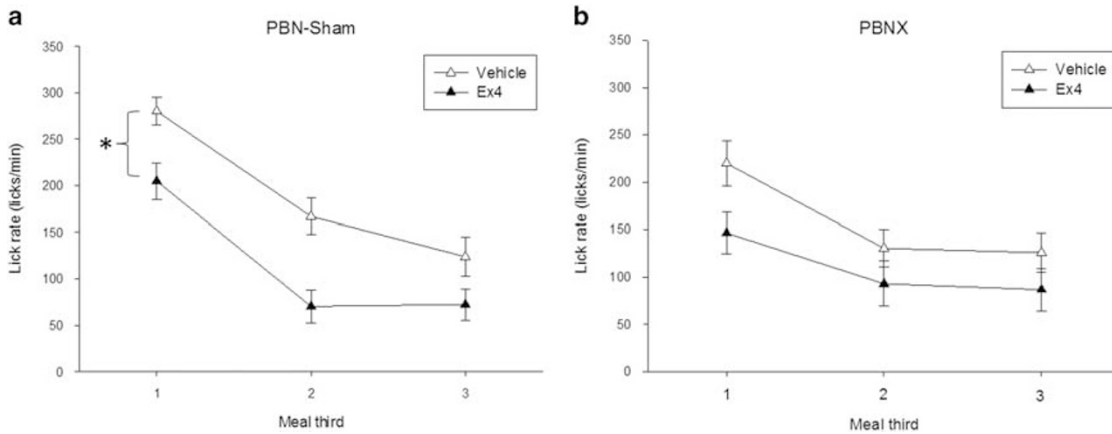 a
PBN-Sham
350
300
250
200
150
100
50
0
Lick rate (licks/min)
Vehicle
Ex4
*
1 2 3
Meal third
b
PBNX
350
300
250
200
150
100
50
0
Lick rate (licks/min)
Vehicle
Ex4
1 2 3
Meal third